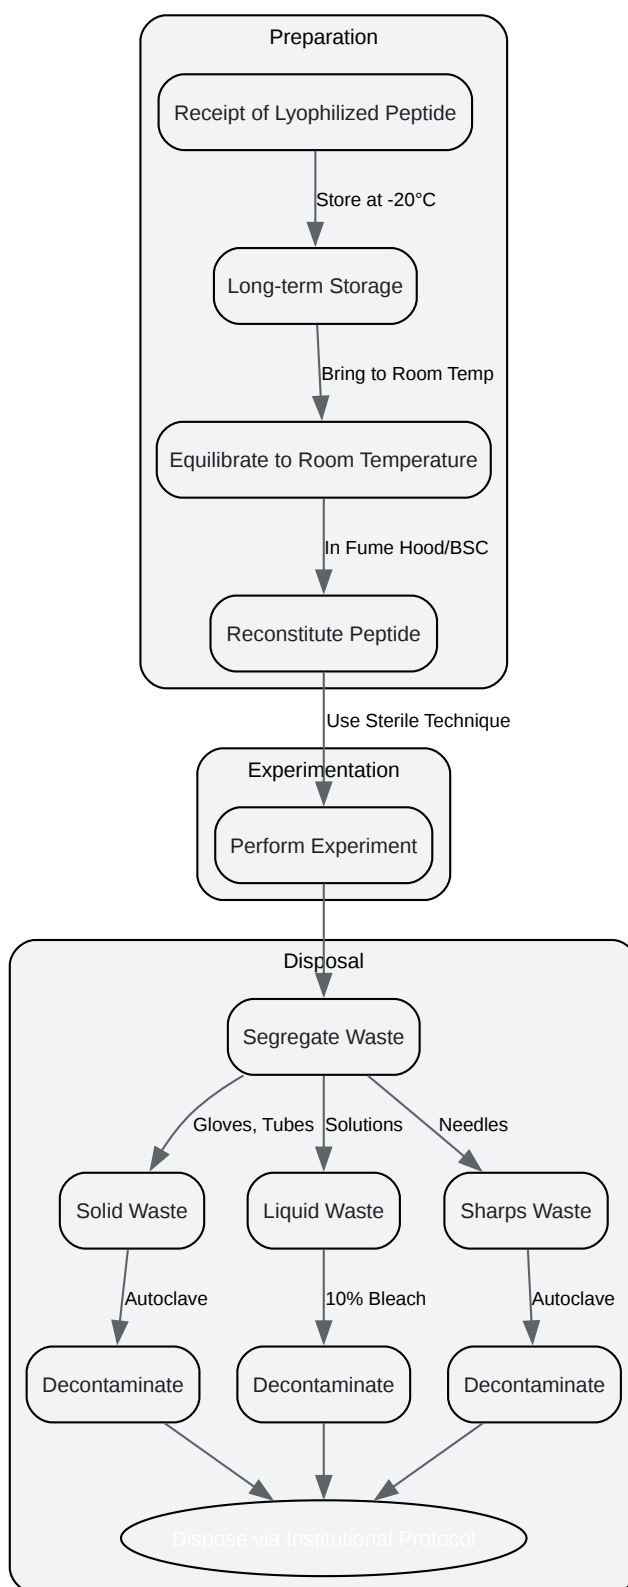 Preparation
Receipt of Lyophilized Peptide
Store at -20°C
Long-term Storage
Bring to Room Temp
Equilibrate to Room Temperature
In Fume Hood/BSC
Reconstitute Peptide
Use Sterile Technique
Experimentation
Perform Experiment
Disposal
Segregate Waste
Gloves, Tubes
Solutions
Needles
Solid Waste
Liquid Waste
Sharps Waste
Autoclave
10% Bleach
Autoclave
Decontaminate
Decontaminate
Decontaminate
Dispose via Institutional Protocol